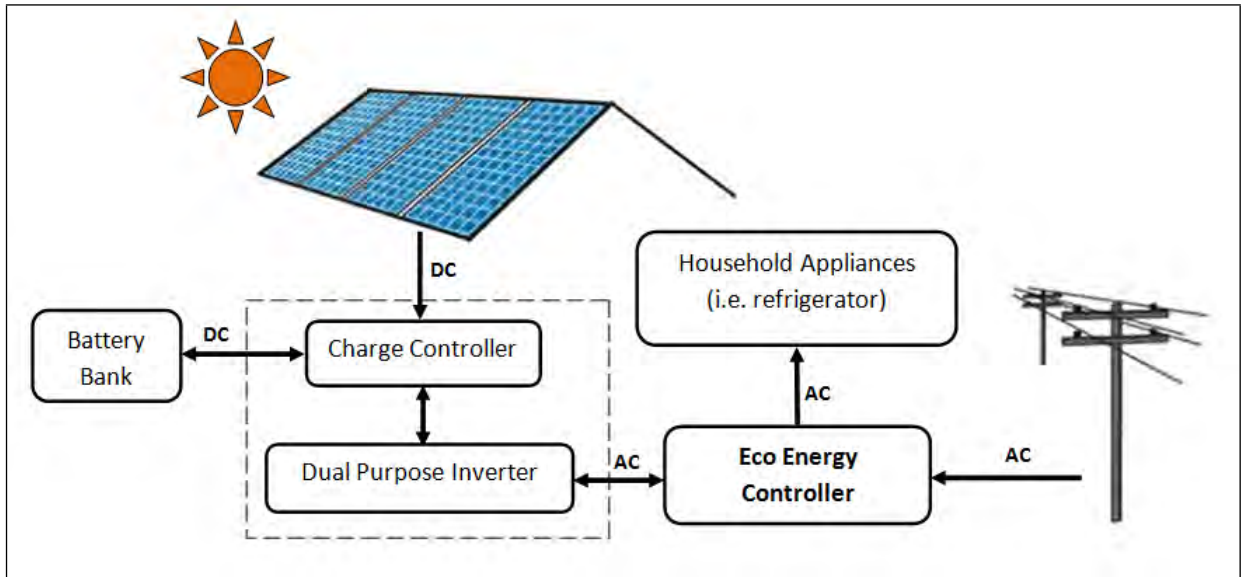 DC
Household Appliances
(i.e. refrigerator)
Battery
Bank
DC
Charge Controller
AC
Dual Purpose Inverter
AC
Eco Energy
Controller
AC